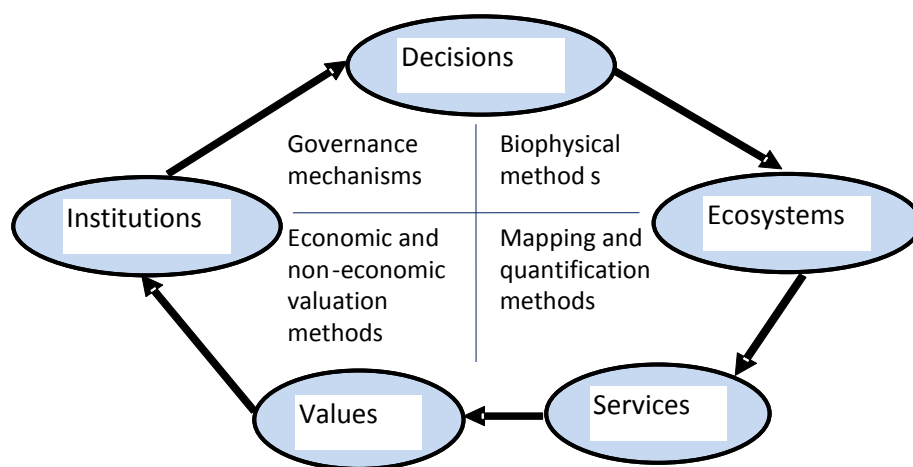 Decisions
Governance
mechanisms
Biophysical
method s
Institutions
Ecosystems
Economic and
non-economic
valuation
methods
Mapping and
quantification
methods
Values
Services